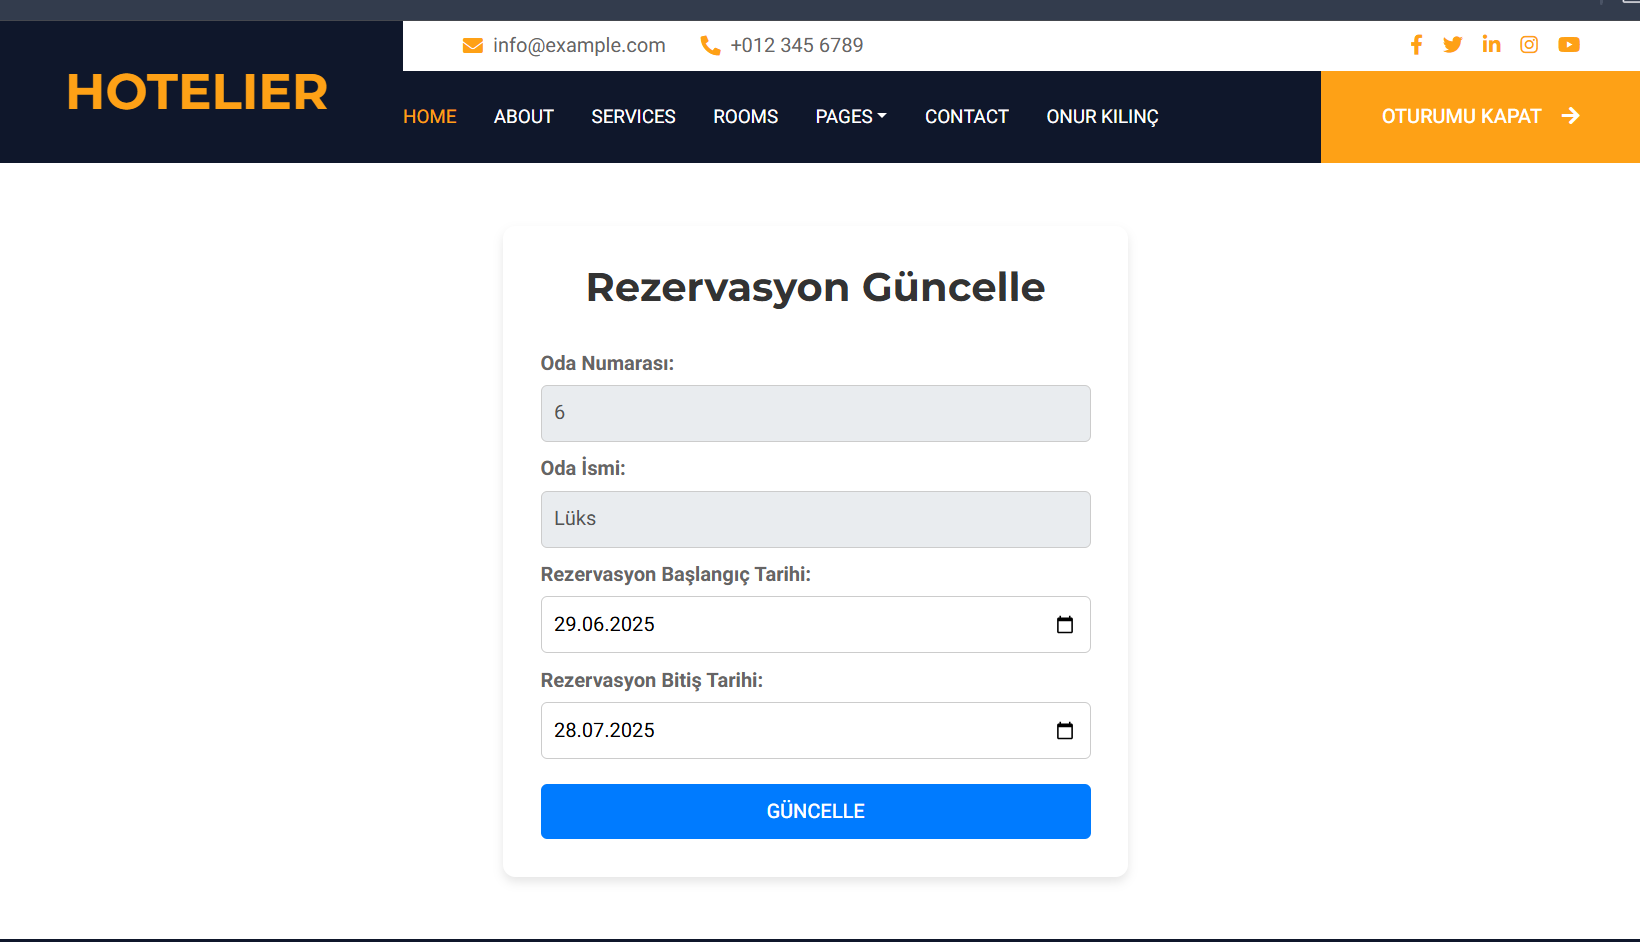 HOTELIER
info@example.com +012 345 6789
HOME ABOUT SERVICES ROOMS PAGES CONTACT ONUR KILINÇ OTURUMU KAPAT
Rezervasyon Güncelle
Oda Numarası:
6
Oda İsmi:
Lüks
Rezervasyon Başlangıç Tarihi:
29.06.2025
Rezervasyon Bitiş Tarihi:
28.07.2025
GÜNCELLE